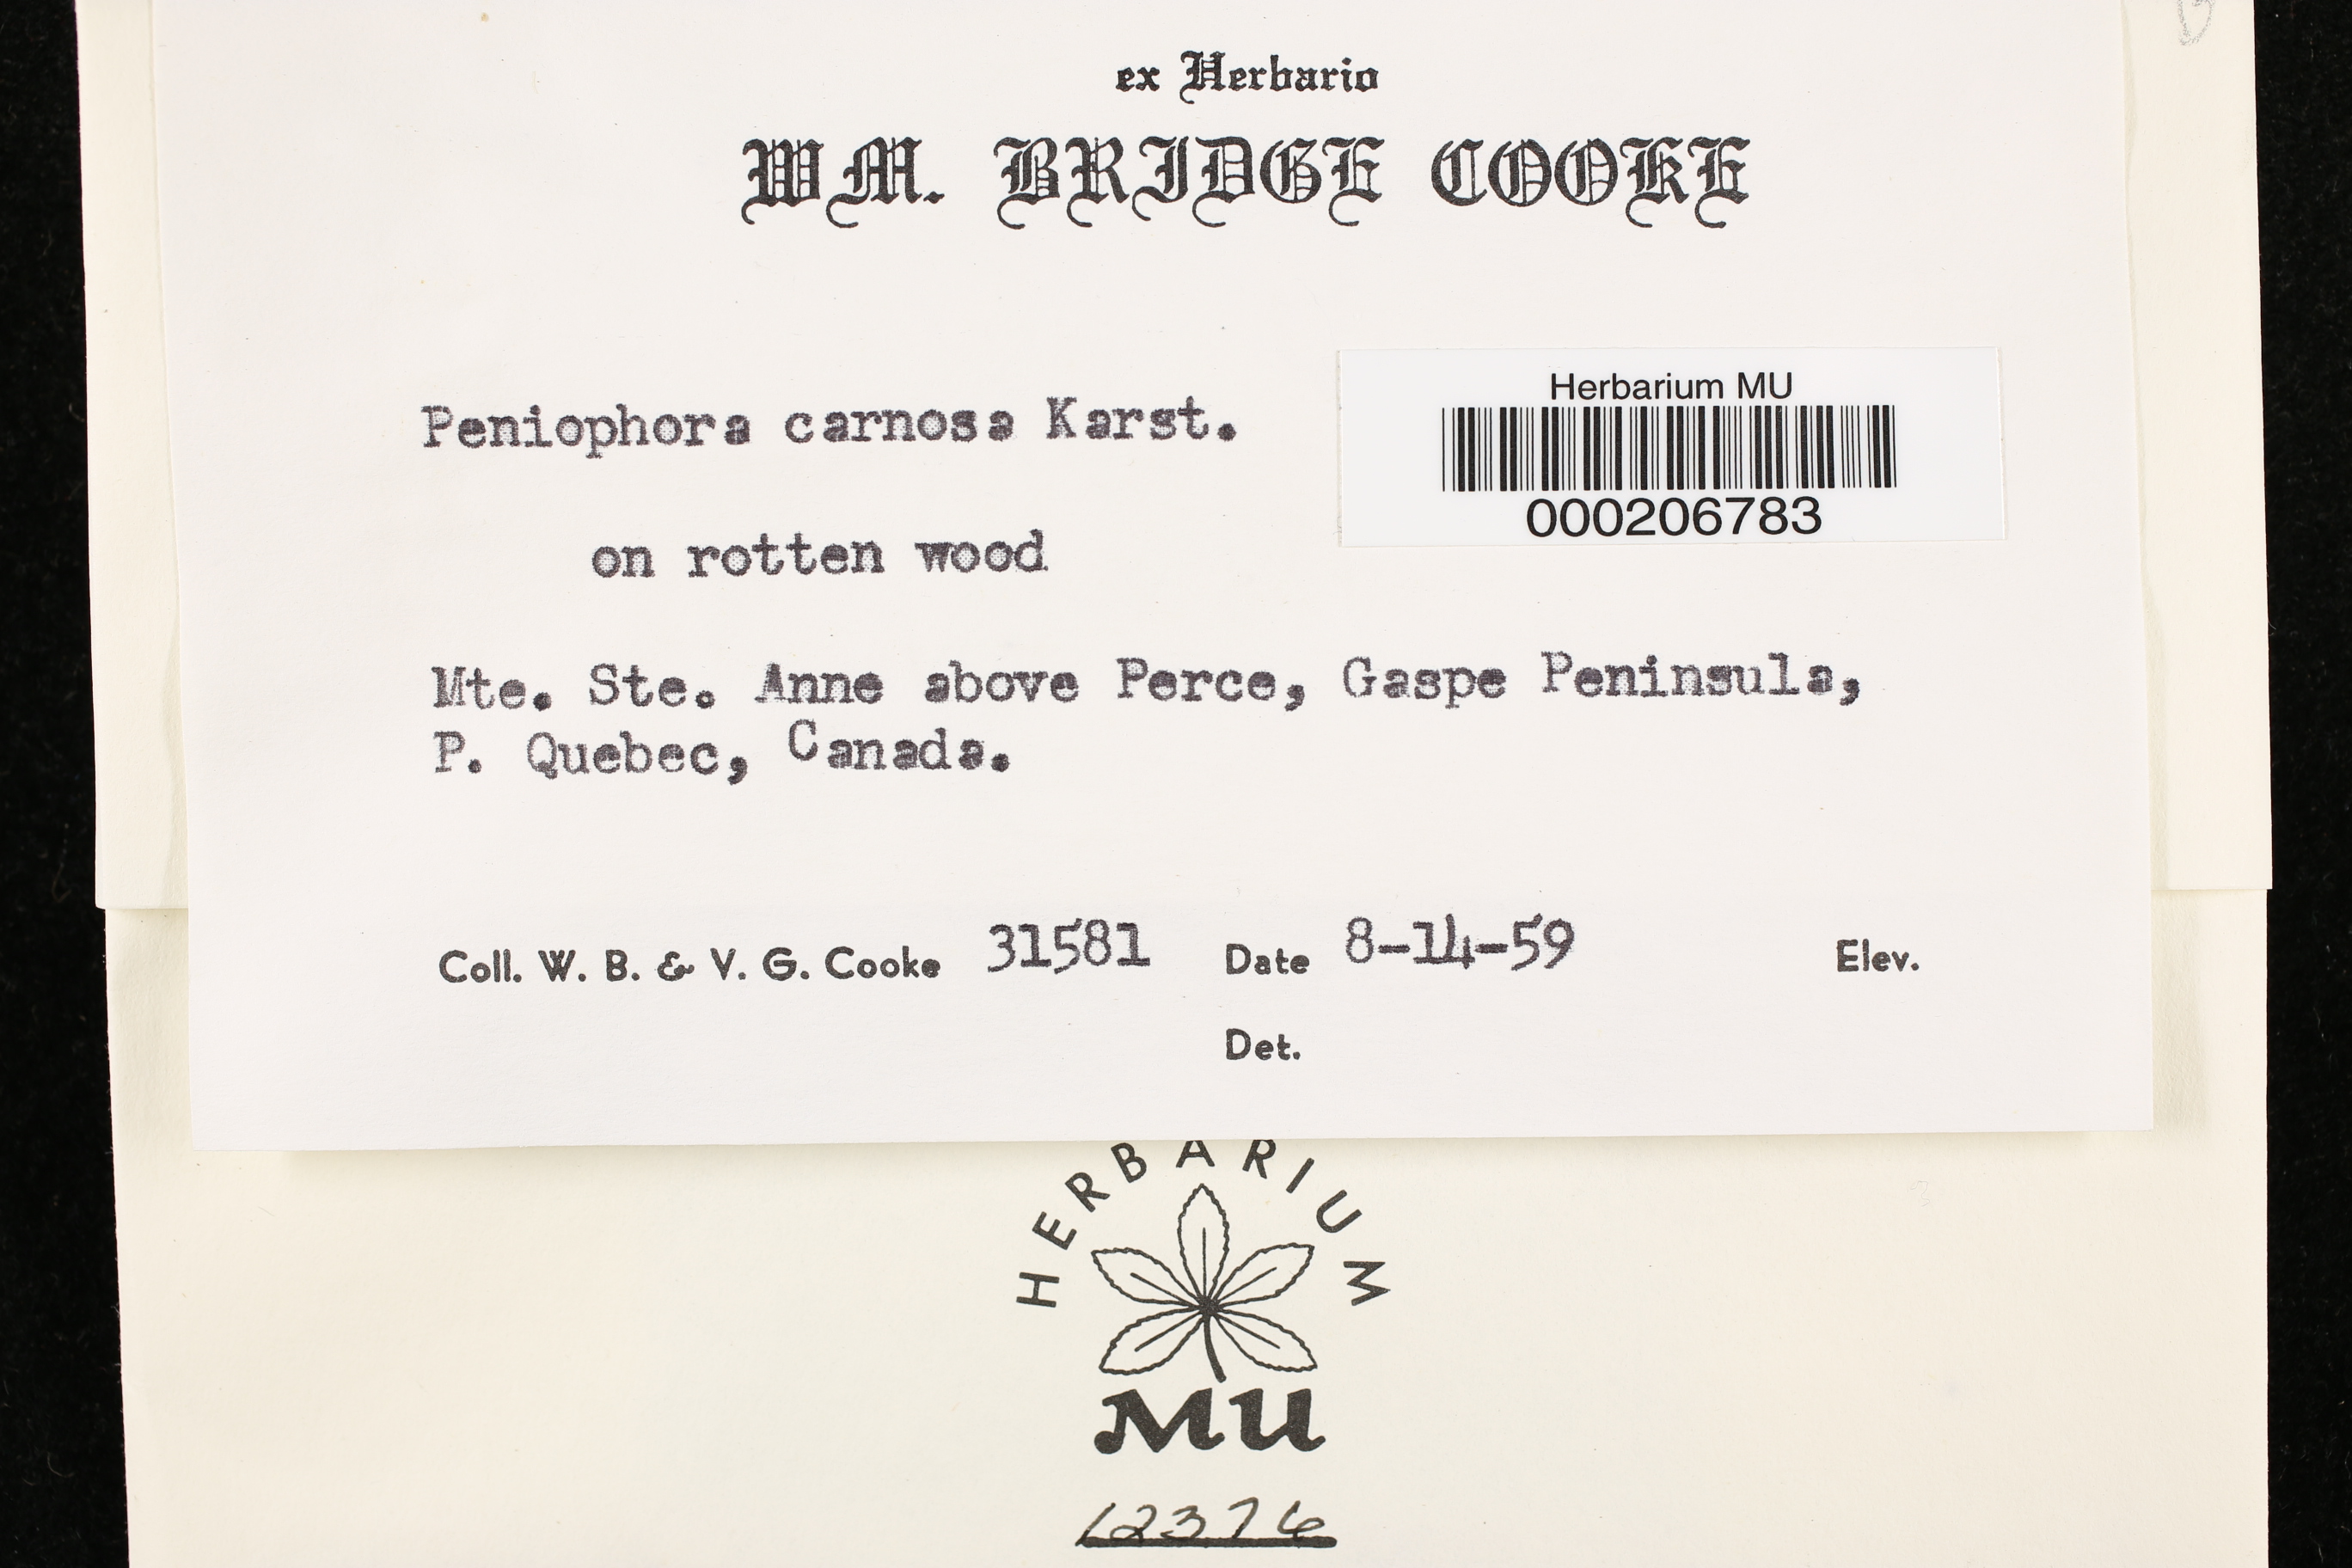 ex Herbario
WM. BRIDGE COOKE
Herbarium MU
000206783
Peniophora carnosa Karst.
on rotten wood
Mte. Ste. Anne above Perce, Gaspe Peninsula,
P. Quebec, Canada.
Coll. W. B. & V. G. Cooke 31581 Date 8-14-59 Elev.
Det.
HERBARIUM
MU
12376